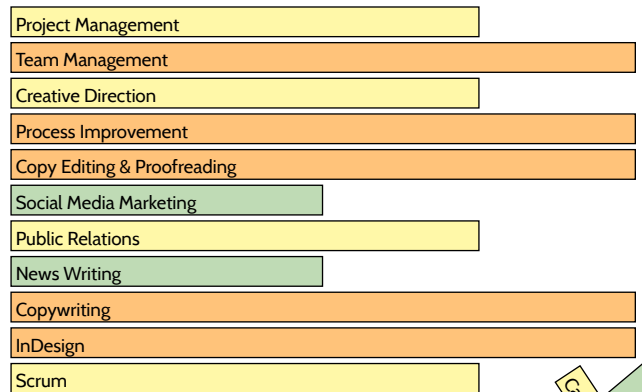 Project Management
Team Management
Creative Direction
Process Improvement
Copy Editing & Proofreading
Social Media Marketing
Public Relations
News Writing
Copywriting
InDesign
Scrum